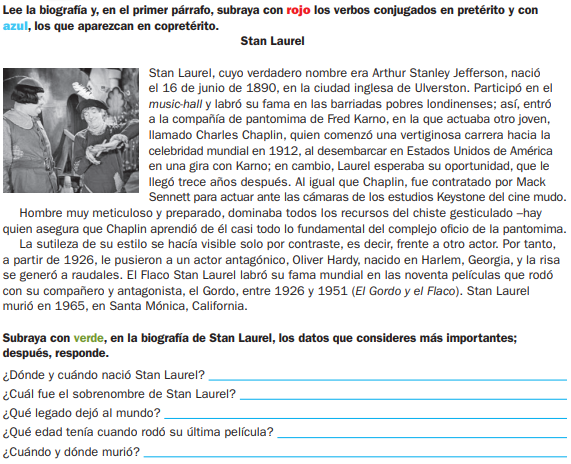 Lee la biografía y, en el primer párrafo, subraya con rojo los verbos conjugados en pretérito y con
azul, los que aparezcan en copretérito.
Stan Laurel
Stan Laurel, cuyo verdadero nombre era Arthur Stanley Jefferson, nació
el 16 de junio de 1890, en la ciudad inglesa de Ulverston. Participó en el
music-hall y labró su fama en las barriadas pobres londinenses; así, entró
a la compañía de pantomima de Fred Karno, en la que actuaba otro joven,
llamado Charles Chaplin, quien comenzó una vertiginosa carrera hacia la
celebridad mundial en 1912, al desembarcar en Estados Unidos de América
en una gira con Karno; en cambio, Laurel esperaba su oportunidad, que le
llegó trece años después. Al igual que Chaplin, fue contratado por Mack
Sennett para actuar ante las cámaras de los estudios Keystone del cine mudo.
Hombre muy meticuloso y preparado, dominaba todos los recursos del chiste gesticulado –hay
quien asegura que Chaplin aprendió de él casi todo lo fundamental del complejo oficio de la pantomima.
La sutileza de su estilo se hacía visible solo por contraste, es decir, frente a otro actor. Por tanto,
a partir de 1926, le pusieron a un actor antagónico, Oliver Hardy, nacido en Harlem, Georgia, y la risa
se generó a raudales. El Flaco Stan Laurel labró su fama mundial en las noventa películas que rodó
con su compañero y antagonista, el Gordo, entre 1926 y 1951 (El Gordo y el Flaco). Stan Laurel
murió en 1965, en Santa Mónica, California.
Subraya con verde, en la biografía de Stan Laurel, los datos que consideres más importantes;
después, responde.
¿Dónde y cuándo nació Stan Laurel?
¿Cuál fue el sobrenombre de Stan Laurel?
¿Qué legado dejó al mundo?
¿Qué edad tenía cuando rodó su última película?
¿Cuándo y dónde murió?